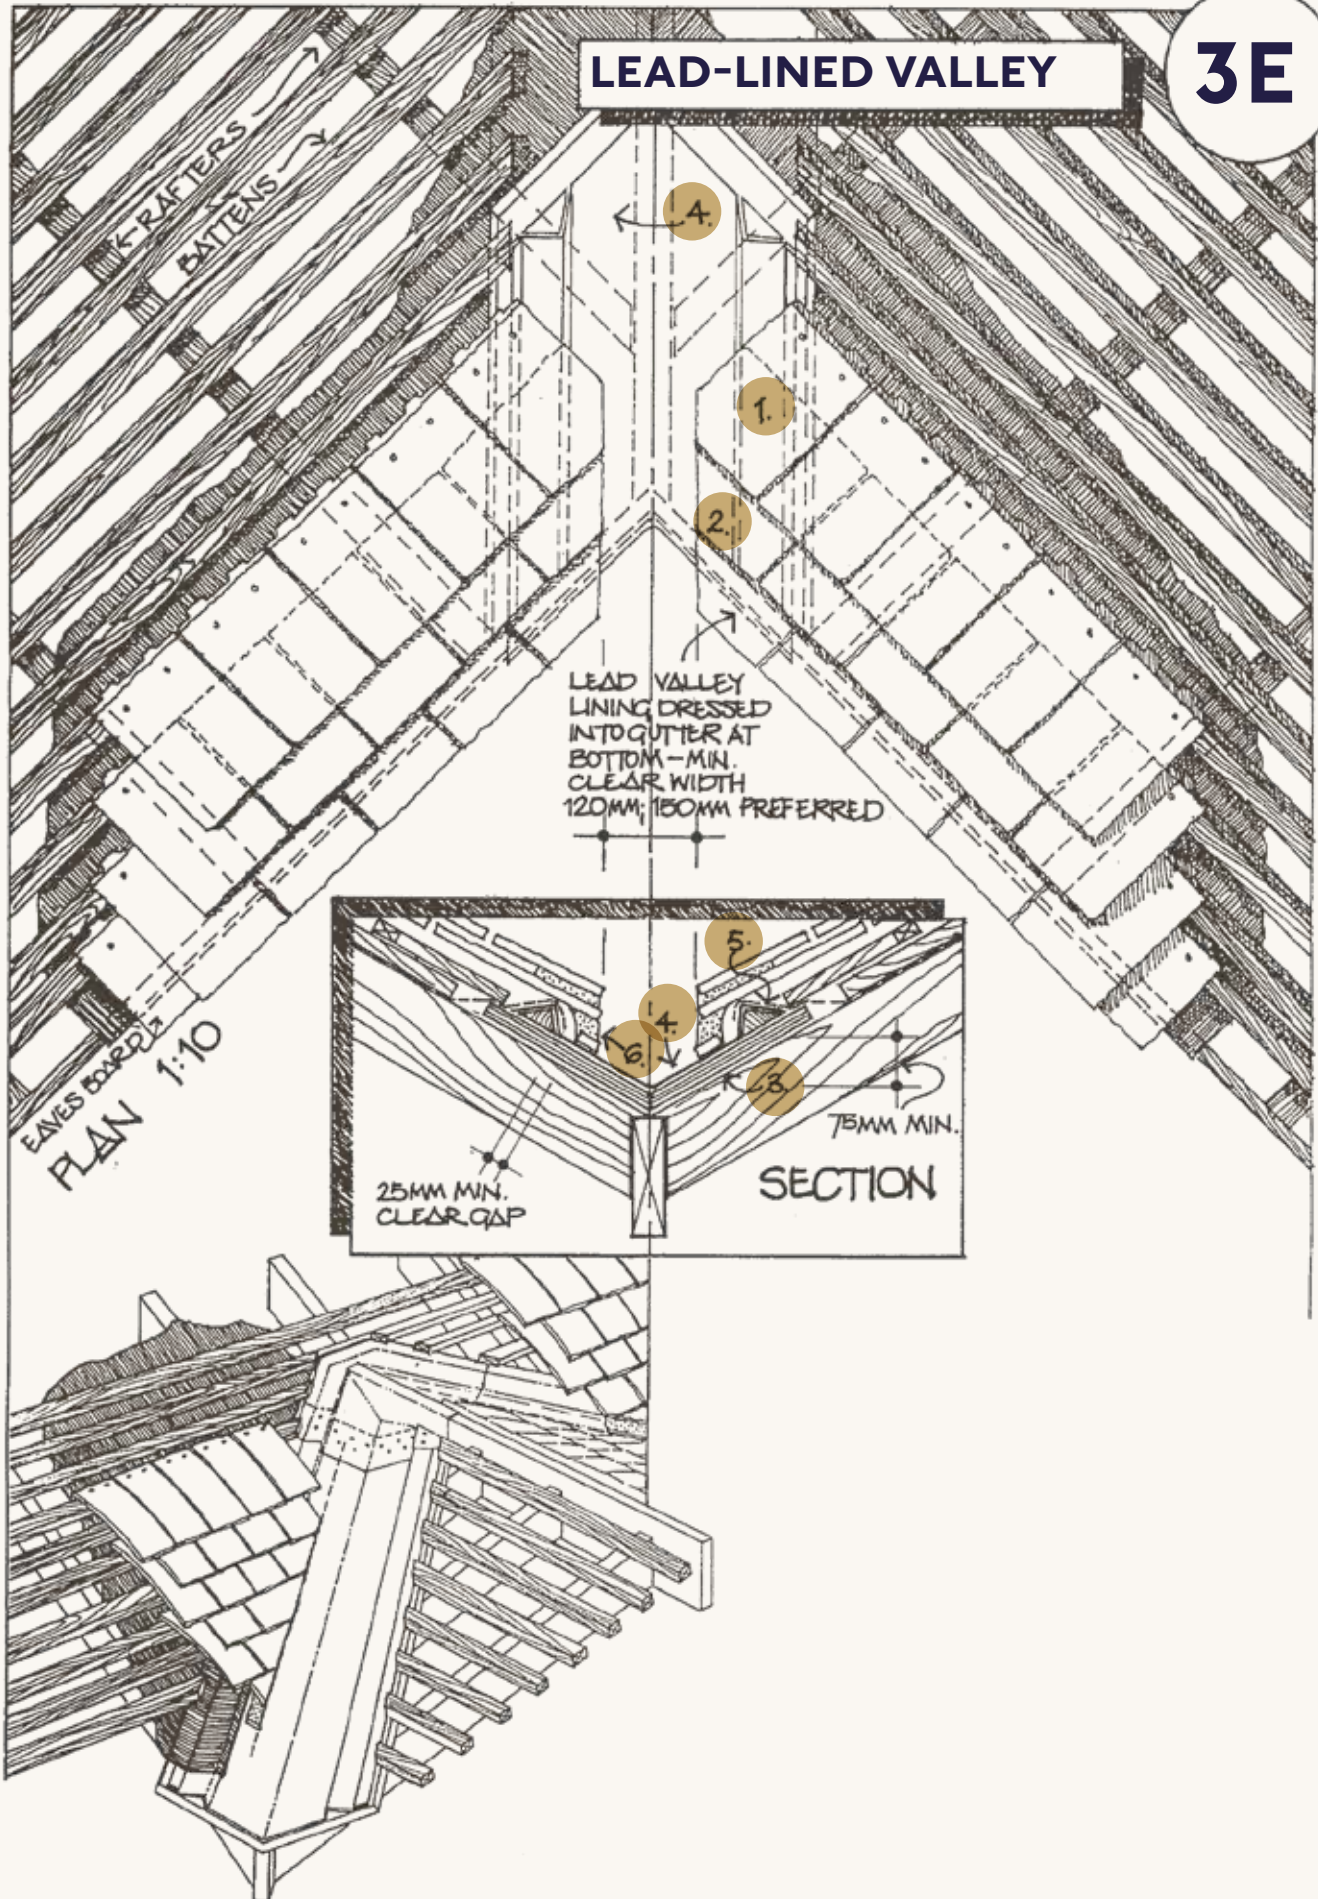 LEAD-LINED VALLEY
3E
RAFTERS
BATTENS
4.
1.
2.
LEAD VALLEY
LINING DRESSED
INTO GUTTER AT
BOTTOM-MIN.
CLEAR WIDTH
120MM; 150MM PREFERRED
5.
4.
6.
3.
75MM MIN.
25MM MIN.
CLEAR GAP
SECTION
EAVES BOARD
PLAN 1:10